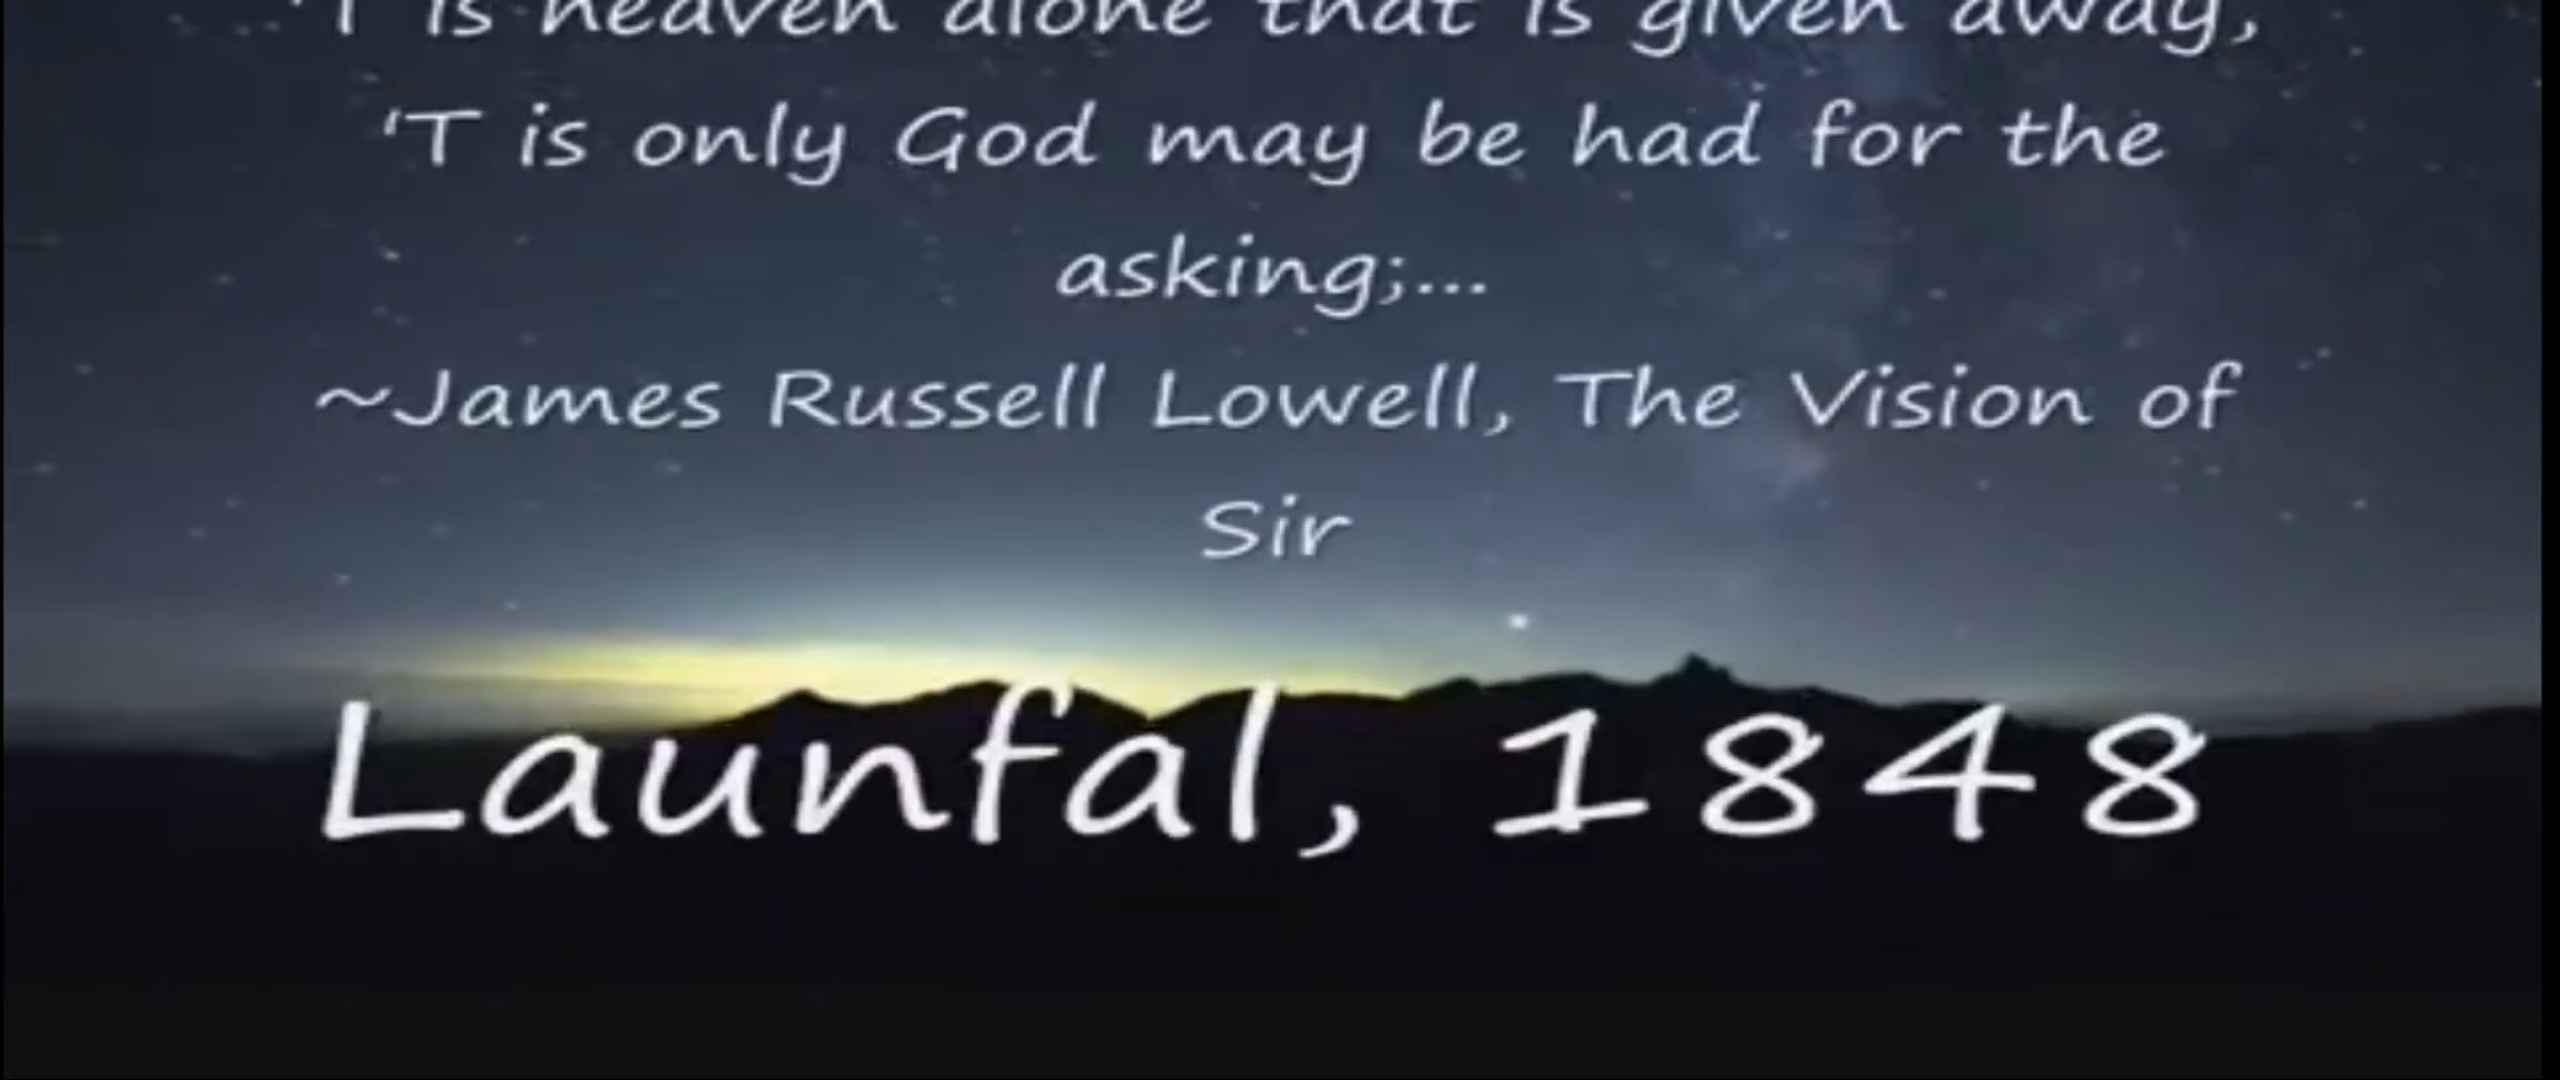 'T is heaven alone that is given away,
'T is only God may be had for the
asking;...
~James Russell Lowell, The Vision of
Sir
Launfal, 1848